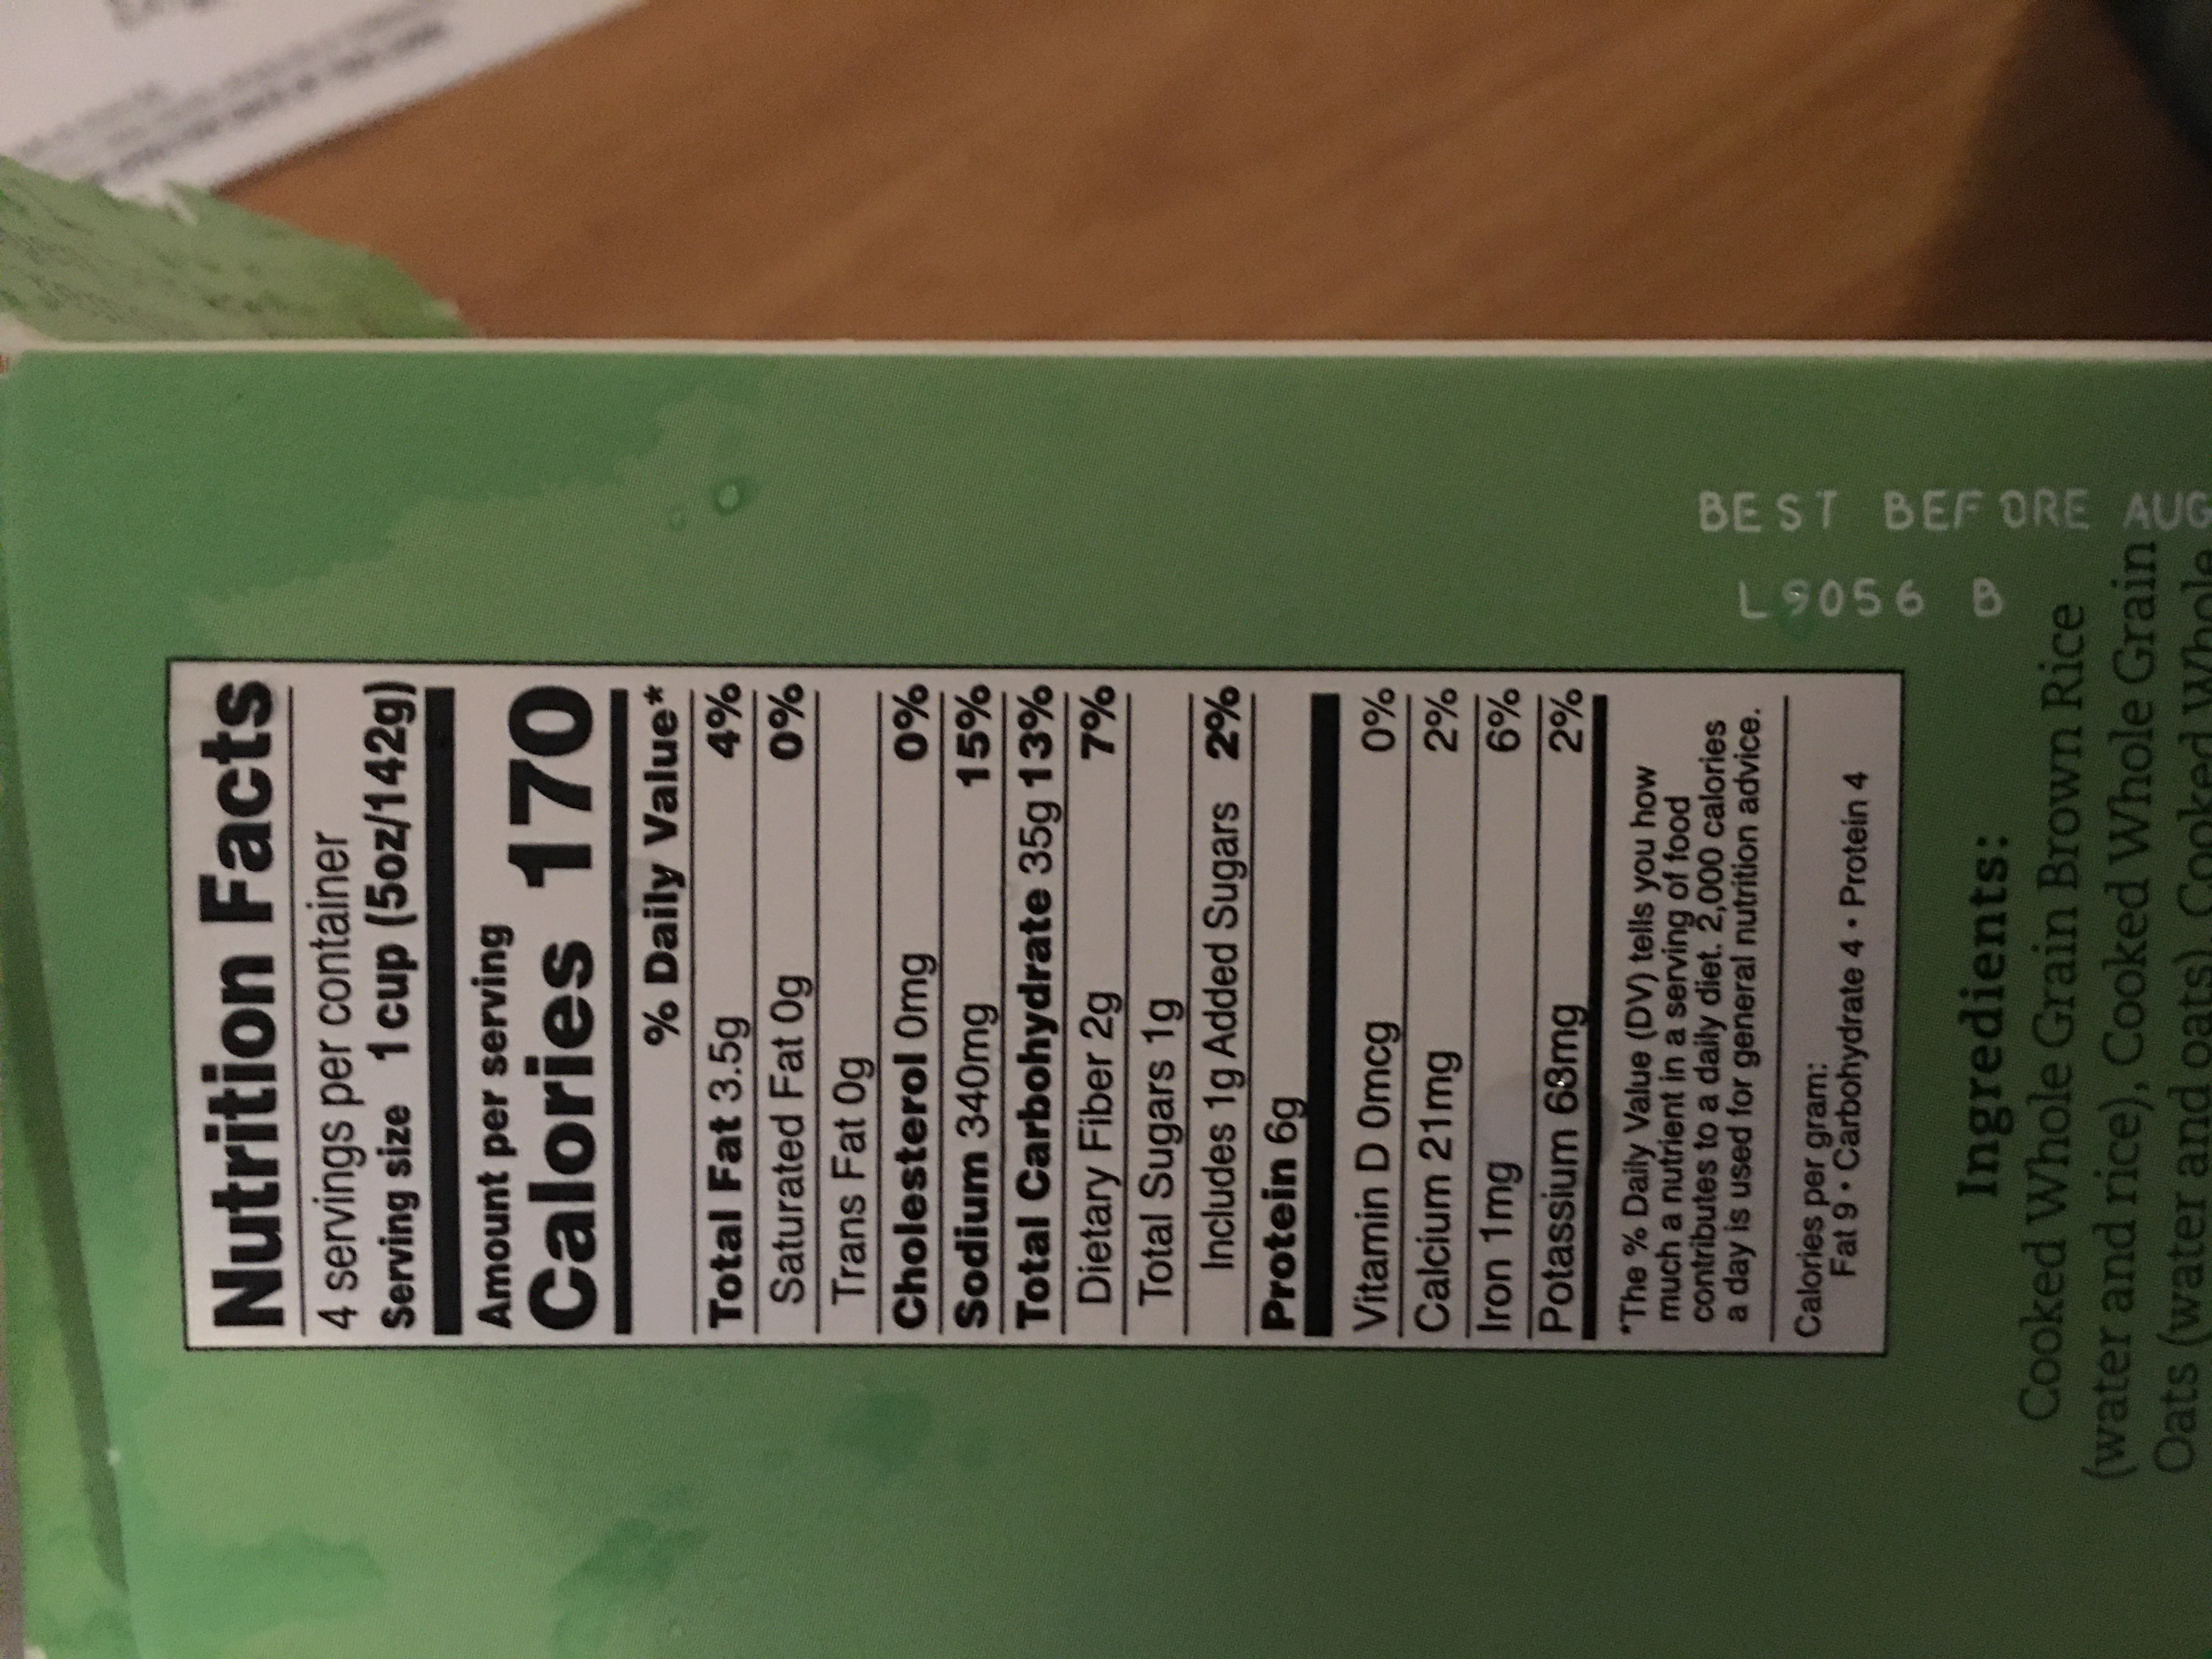 Nutrition Facts
4 servings per container
Serving size 1 cup (5oz/142g)
Amount per serving
Calories 170
% Daily Value*
Total Fat 3.5g 4%
Saturated Fat 0g 0%
Trans Fat 0g
Cholesterol 0mg 0%
Sodium 340mg 15%
Total Carbohydrate 35g 13%
Dietary Fiber 2g 7%
Total Sugars 1g
Includes 1g Added Sugars 2%
Protein 6g
Vitamin D 0mcg 0%
Calcium 21mg 2%
Iron 1mg 6%
Potassium 68mg 2%
*The % Daily Value (DV) tells you how
much a nutrient in a serving of food
contributes to a daily diet. 2,000 calories
a day is used for general nutrition advice.
Calories per gram:
Fat 9 • Carbohydrate 4 • Protein 4
BEST BEFORE AUG
L9056 B
Ingredients:
Cooked Whole Grain Brown Rice
(water and rice), Cooked Whole Grain
Oats (water and oats), Cooked Whole